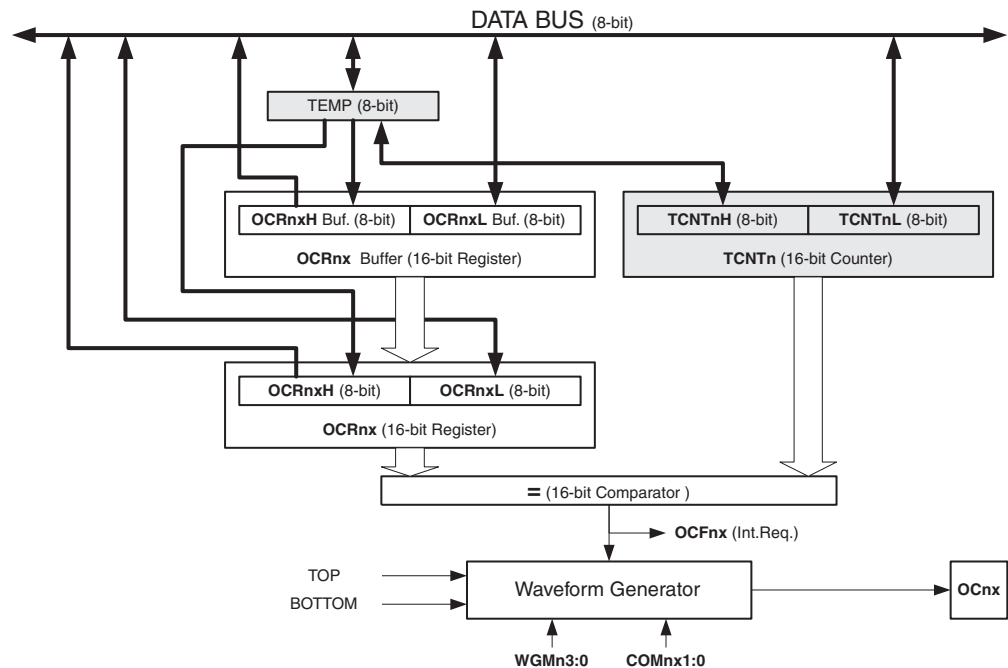 DATA BUS (8-bit)
TEMP (8-bit)
OCRnxH Buf. (8-bit) OCRnxL Buf. (8-bit)
OCRnx Buffer (16-bit Register)
TCNTnH (8-bit) TCNTnL (8-bit)
TCNTn (16-bit Counter)
OCRnxH (8-bit) OCRnxL (8-bit)
OCRnx (16-bit Register)
= (16-bit Comparator )
OCFnx (Int.Req.)
TOP
BOTTOM
Waveform Generator
OCnx
WGMn3:0 COMnx1:0